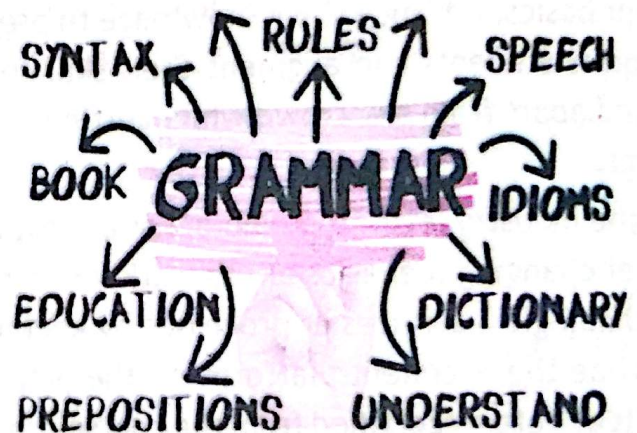 RULES
SYNTAX SPEECH
BOOK GRAMMAR IDIOMS
EDUCATION DICTIONARY
PREPOSITIONS UNDERSTAND